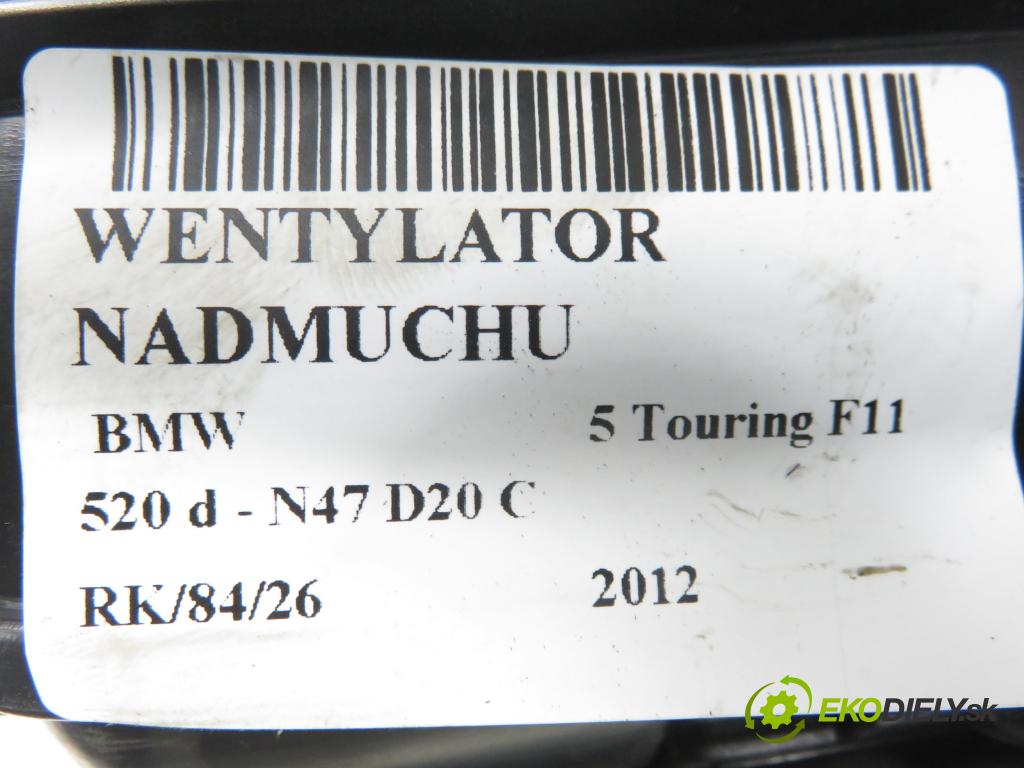 WENTYLATOR
NADMUCHU
BMW 5 Touring F11
520 d - N47 D20 C
RK/84/26 2012
EKODIELY.sk